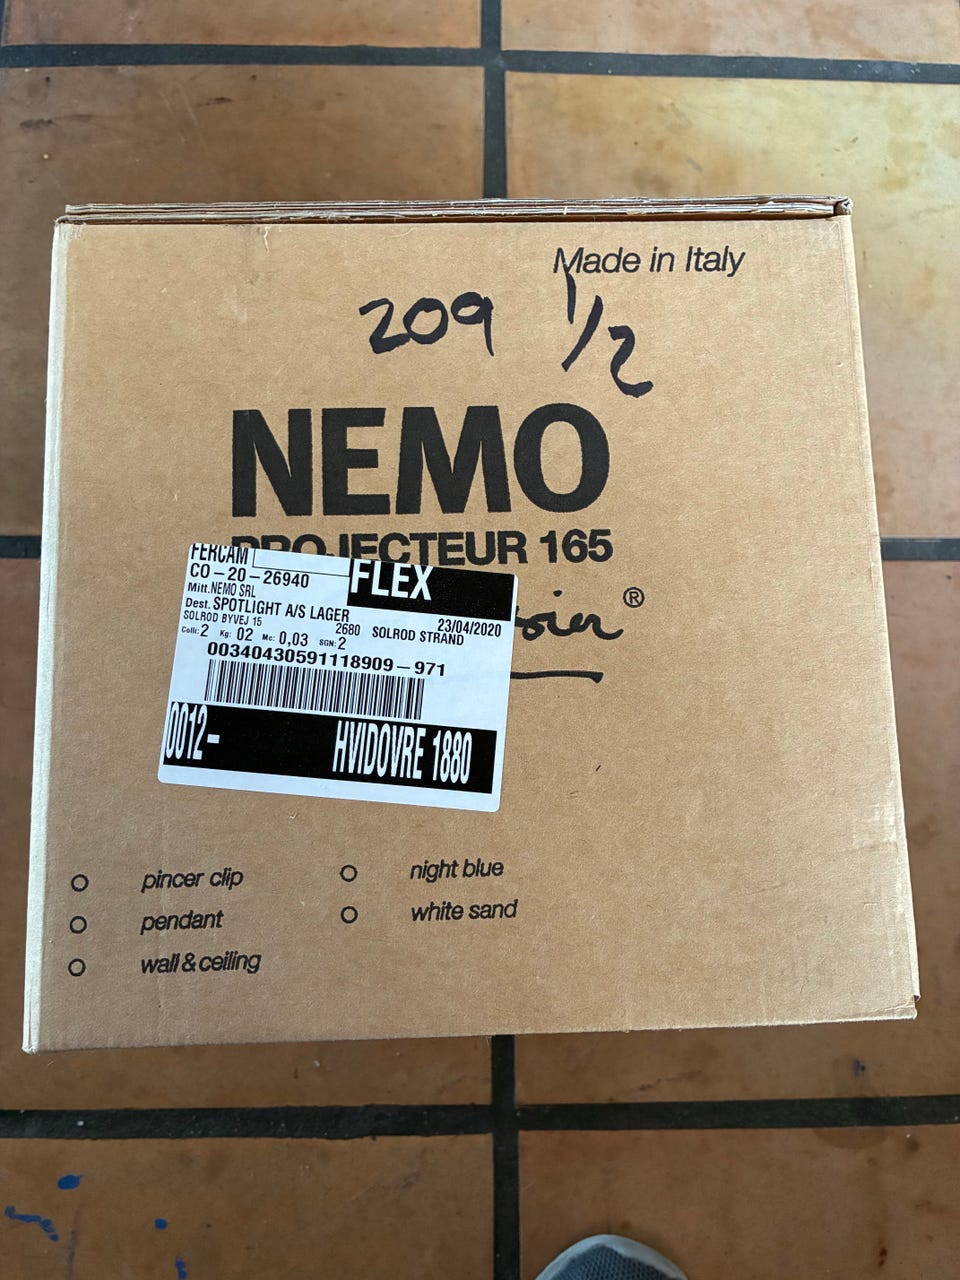 Made in Italy
209 1/2
NEMO
PROJECTEUR 165
®
FERCAM
FLEX
CO-20-26940
Mitt. NEMO SRL
Dest. SPOTLIGHT A/S LAGER 23/04/2020
SOLROD BYVEJ 15 2680 SOLROD STRAND
Colli: 2 Kg: 02 Mc: 0,03 SGN: 2
00340430591118909-971
0012- HVIDOVRE 1880
pincer clip
pendant
wall & ceiling
night blue
white sand